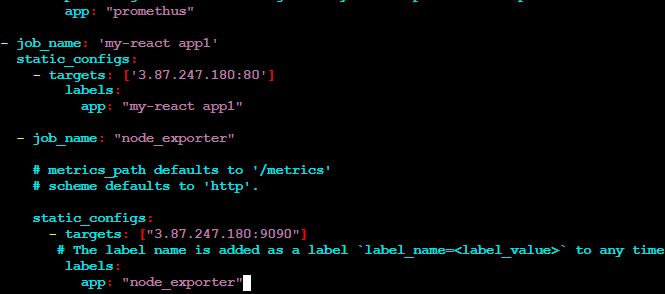 app: "promethus"
- job_name: 'my-react app1'
static_configs:
- targets: ['3.87.247.180:80']
labels:
app: "my-react app1"
- job_name: "node_exporter"
# metrics_path defaults to '/metrics'
# scheme defaults to 'http'.
static_configs:
- targets: ["3.87.247.180:9090"]
# The label name is added as a label `label_name=<label_value>` to any time
labels:
app: "node_exporter"